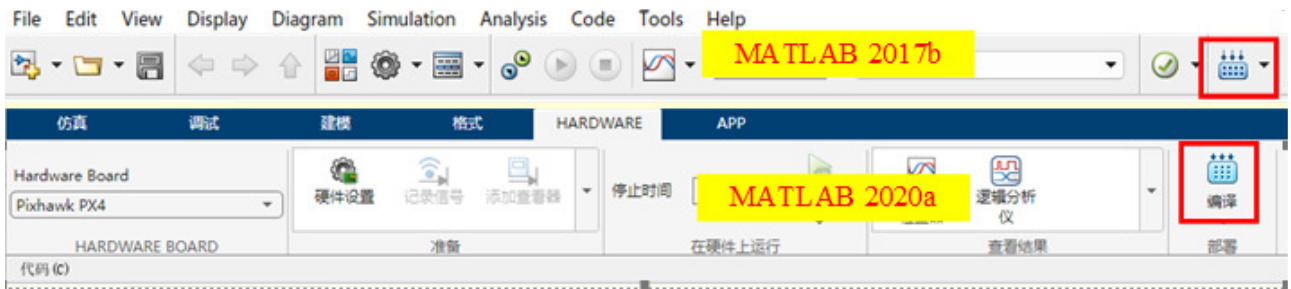 File Edit View Display Diagram Simulation Analysis Code Tools Help
MATLAB 2017b
仿真 调试 建模 格式 HARDWARE APP
Hardware Board
Pixhawk PX4
硬件设置 记录信号 添加查看器 停止时间
MATLAB 2020a
逻辑分析
仪
编译
HARDWARE BOARD 准备 在硬件上运行 查看结果 部署
代码 (C)